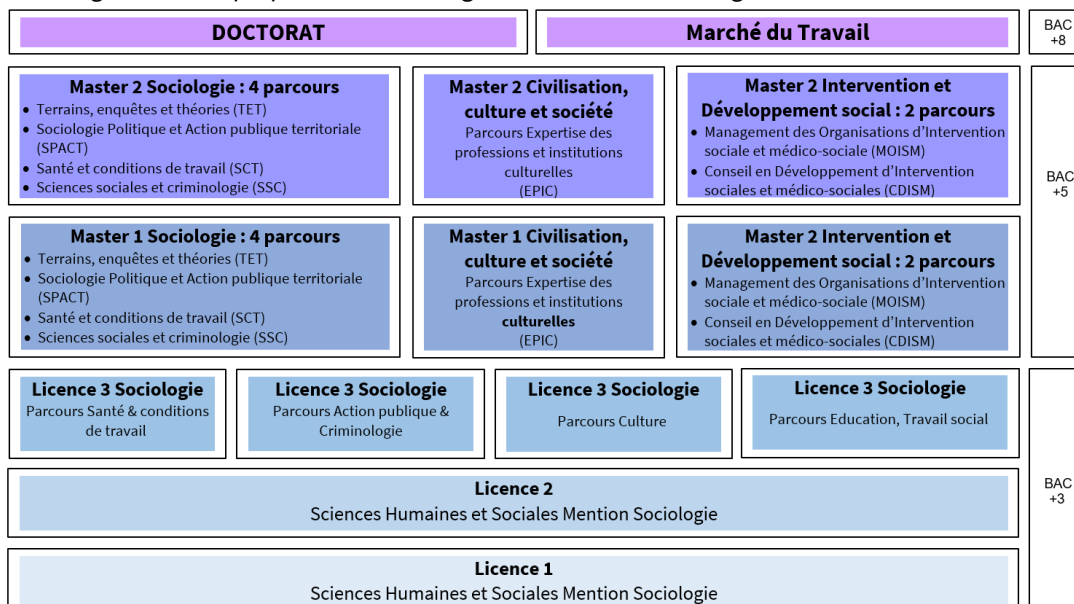 DOCTORAT
Marché du Travail
BAC
+8
Master 2 Sociologie : 4 parcours
• Terrains, enquêtes et théories (TET)
• Sociologie Politique et Action publique territoriale
(SPACT)
• Santé et conditions de travail (SCT)
• Sciences sociales et criminologie (SSC)
Master 2 Civilisation,
culture et société
Parcours Expertise des
professions et institutions
culturelles
(EPIC)
Master 2 Intervention et
Développement social : 2 parcours
• Management des Organisations d'Intervention
sociale et médico-sociale (MOISM)
• Conseil en Développement d'Intervention
sociales et médico-sociales (CDISM)
BAC
+5
Master 1 Sociologie : 4 parcours
• Terrains, enquêtes et théories (TET)
• Sociologie Politique et Action publique territoriale
(SPACT)
• Santé et conditions de travail (SCT)
• Sciences sociales et criminologie (SSC)
Master 1 Civilisation,
culture et société
Parcours Expertise des
professions et institutions
culturelles
(EPIC)
Master 2 Intervention et
Développement social : 2 parcours
• Management des Organisations d'Intervention
sociale et médico-sociale (MOISM)
• Conseil en Développement d'Intervention
sociales et médico-sociales (CDISM)
Licence 3 Sociologie
Parcours Santé & conditions
de travail
Licence 3 Sociologie
Parcours Action publique &
Criminologie
Licence 3 Sociologie
Parcours Culture
Licence 3 Sociologie
Parcours Education, Travail social
BAC
+3
Licence 2
Sciences Humaines et Sociales Mention Sociologie
Licence 1
Sciences Humaines et Sociales Mention Sociologie